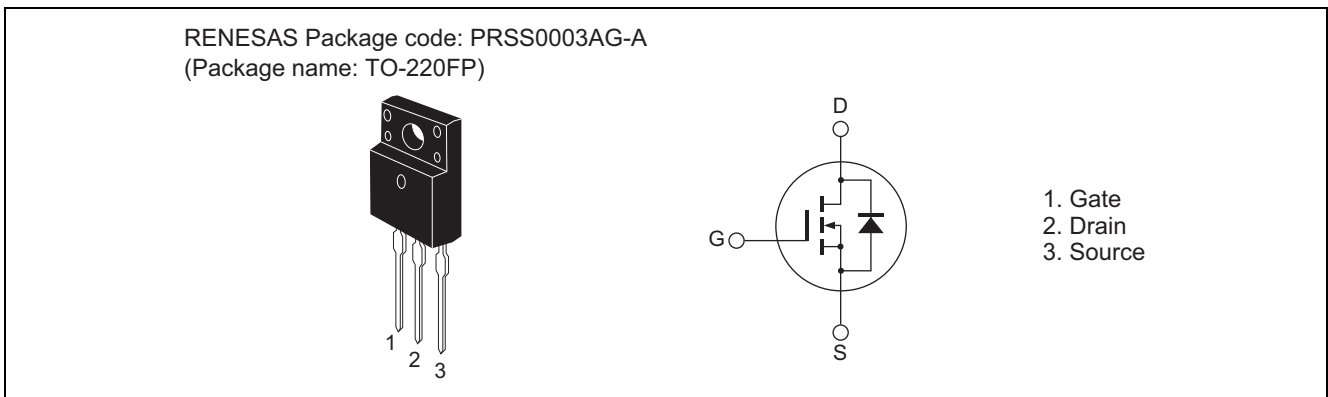 RENESAS Package code: PRSS0003AG-A
(Package name: TO-220FP)
1
2
3
D
G
S
1. Gate
2. Drain
3. Source